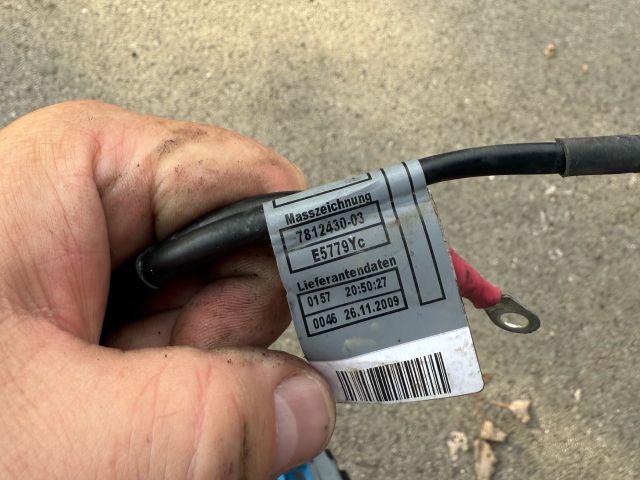 Masszeichnung
7812430-03
E5779Yc
Lieferantendaten
0157 20:50:27
0046 26.11.2009